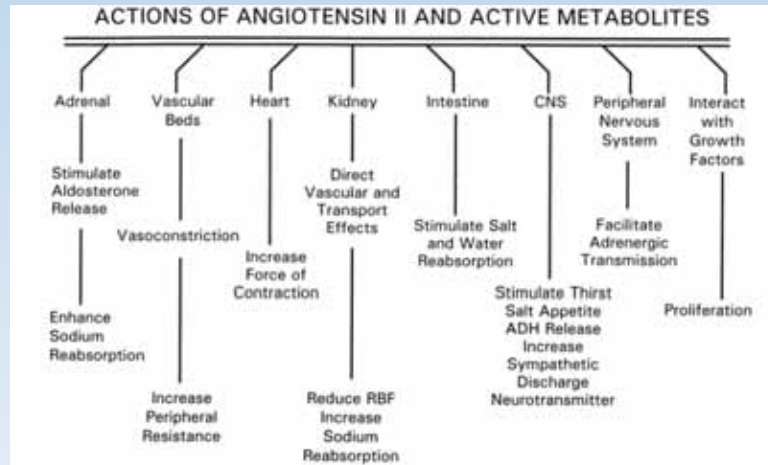 ACTIONS OF ANGIOTENSIN II AND ACTIVE METABOLITES
Adrenal
Stimulate
Aldosterone
Release
Enhance
Sodium
Reabsorption
Vascular
Beds
Vasoconstriction
Increase
Peripheral
Resistance
Heart
Increase
Force of
Contraction
Kidney
Direct
Vascular and
Transport
Effects
Reduce RBF
Increase
Sodium
Reabsorption
Intestine
Stimulate Salt
and Water
Reabsorption
CNS
Stimulate Thirst
Salt Appetite
ADH Release
Increase
Sympathetic
Discharge
Neurotransmitter
Peripheral
Nervous
System
Facilitate
Adrenergic
Transmission
Interact
with
Growth
Factors
Proliferation